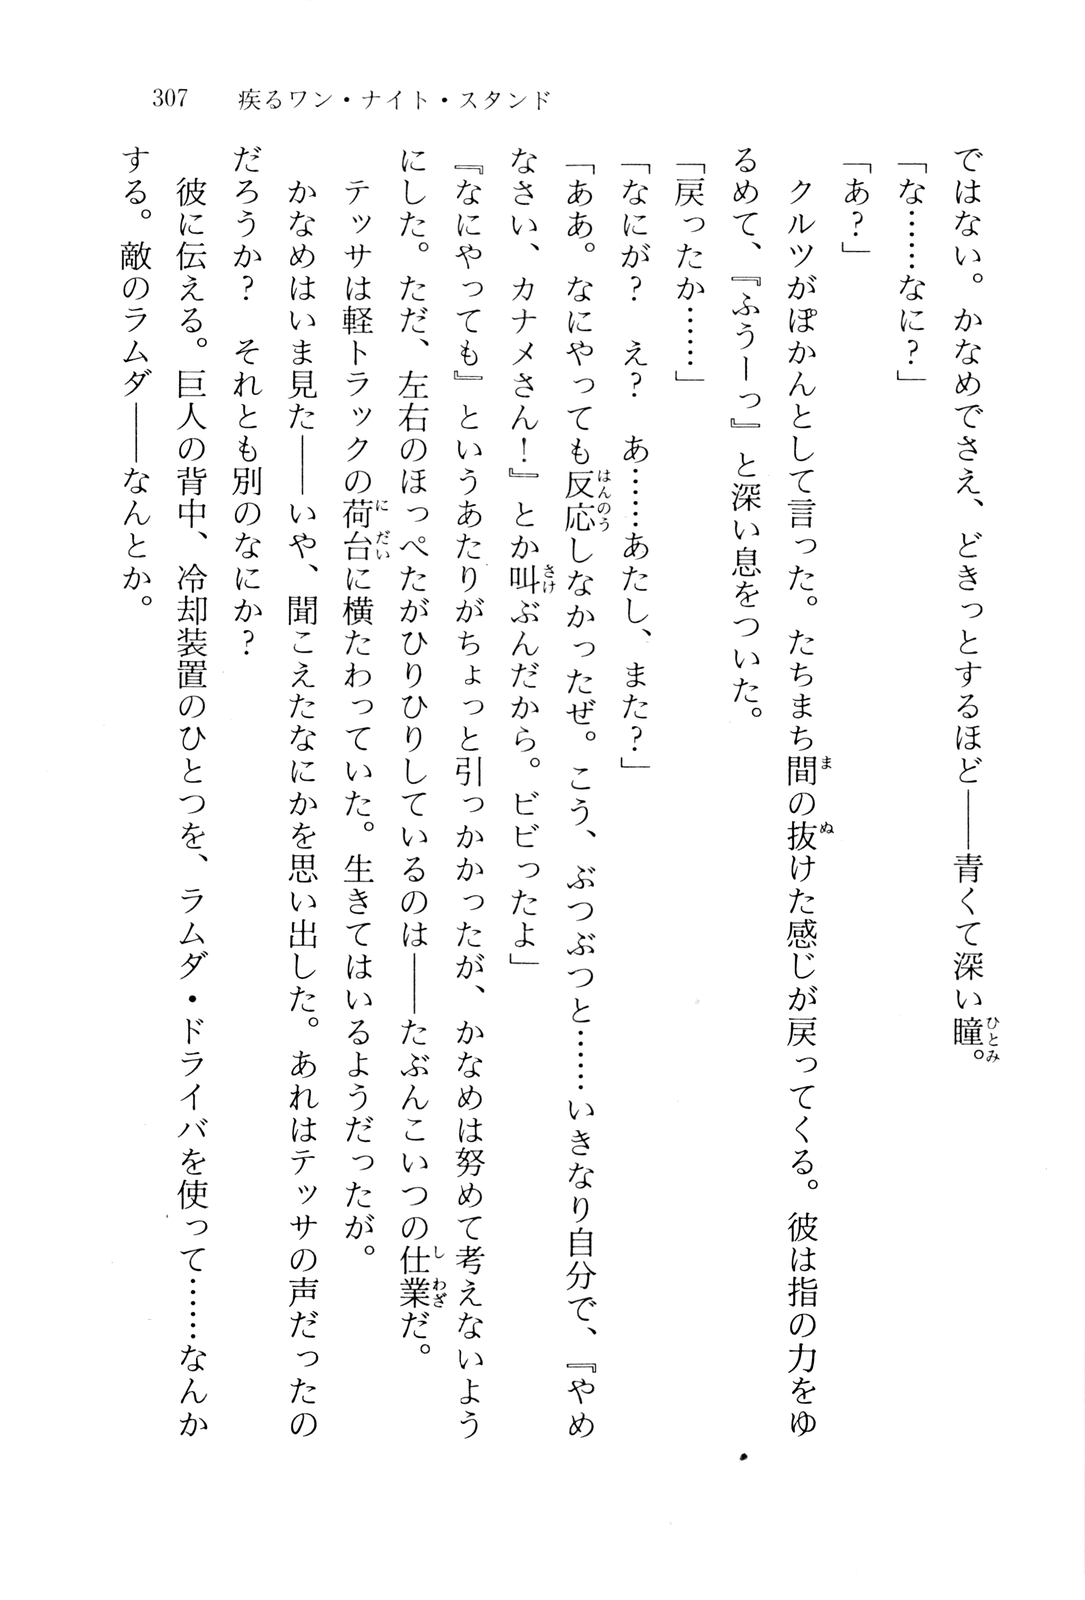 307　疾るワン・ナイト・スタンド
ではない。かなめでさえ、どきっとするほど――青くて深い瞳ひとみ。
「な……なに？」
「あ？」
　クルツがぽかんとして言った。たちまち間まの抜ぬけた感じが戻ってくる。彼は指の力をゆ
るめて、『ふうーっ』と深い息をついた。
「戻ったか……」
「なにが？　え？　あ……あたし、また？」
「ああ。なにやっても反応はんのうしなかったぜ。こう、ぶつぶつと……いきなり自分で、『やめ
なさい、カナメさん！』とか叫さけぶんだから。ビビったよ」
『なにやっても』というあたりがちょっと引っかかったが、かなめは努めて考えないよう
にした。ただ、左右のほっぺたがひりひりしているのは――たぶんこいつの仕業しわざだ。
　テッサは軽トラックの荷台にだいに横たわっていた。生きてはいるようだったが。
　かなめはいま見た――いや、聞こえたなにかを思い出した。あれはテッサの声だったの
だろうか？　それとも別のなにか？
　彼に伝える。巨人の背中、冷却装置のひとつを、ラムダ・ドライバを使って……なんか
する。敵のラムダ――なんとか。